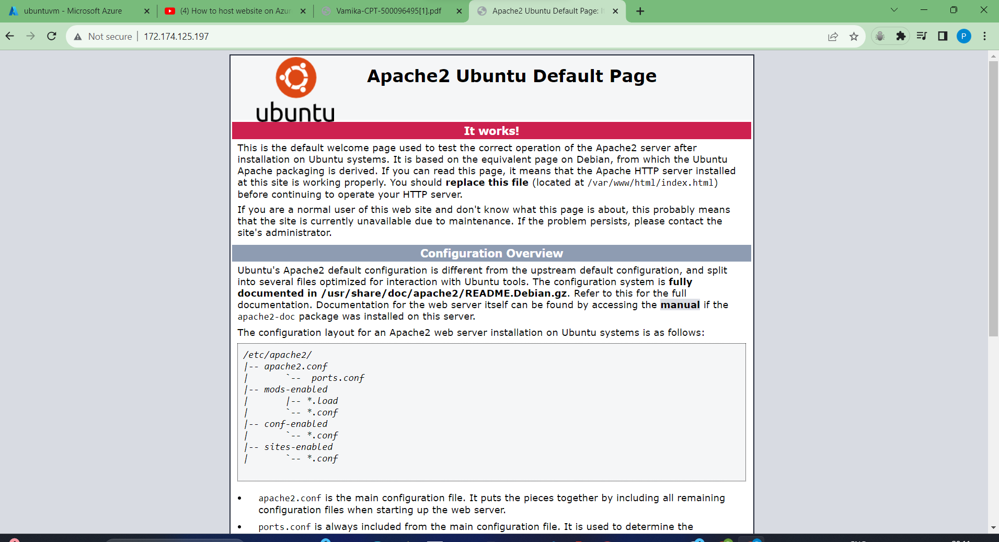 ubuntuvm - Microsoft Azure
(4) How to host website on Azur
Vamika-CPT-500096495[1].pdf
Apache2 Ubuntu Default Page: I
Not secure
172.174.125.197
P
ubuntu
Apache2 Ubuntu Default Page
It works!
This is the default welcome page used to test the correct operation of the Apache2 server after
installation on Ubuntu systems. It is based on the equivalent page on Debian, from which the Ubuntu
Apache packaging is derived. If you can read this page, it means that the Apache HTTP server installed
at this site is working properly. You should replace this file (located at /var/www/html/index.html)
before continuing to operate your HTTP server.
If you are a normal user of this web site and don't know what this page is about, this probably means
that the site is currently unavailable due to maintenance. If the problem persists, please contact the
site's administrator.
Configuration Overview
Ubuntu's Apache2 default configuration is different from the upstream default configuration, and split
into several files optimized for interaction with Ubuntu tools. The configuration system is fully
documented in /usr/share/doc/apache2/README.Debian.gz. Refer to this for the full
documentation. Documentation for the web server itself can be found by accessing the manual if the
apache2-doc package was installed on this server.
The configuration layout for an Apache2 web server installation on Ubuntu systems is as follows:
/etc/apache2/
|-- apache2.conf
|       `--  ports.conf
|-- mods-enabled
|       |-- *.load
|       `-- *.conf
|-- conf-enabled
|       `-- *.conf
|-- sites-enabled
|       `-- *.conf
• apache2.conf is the main configuration file. It puts the pieces together by including all remaining
configuration files when starting up the web server.
• ports.conf is always included from the main configuration file. It is used to determine the